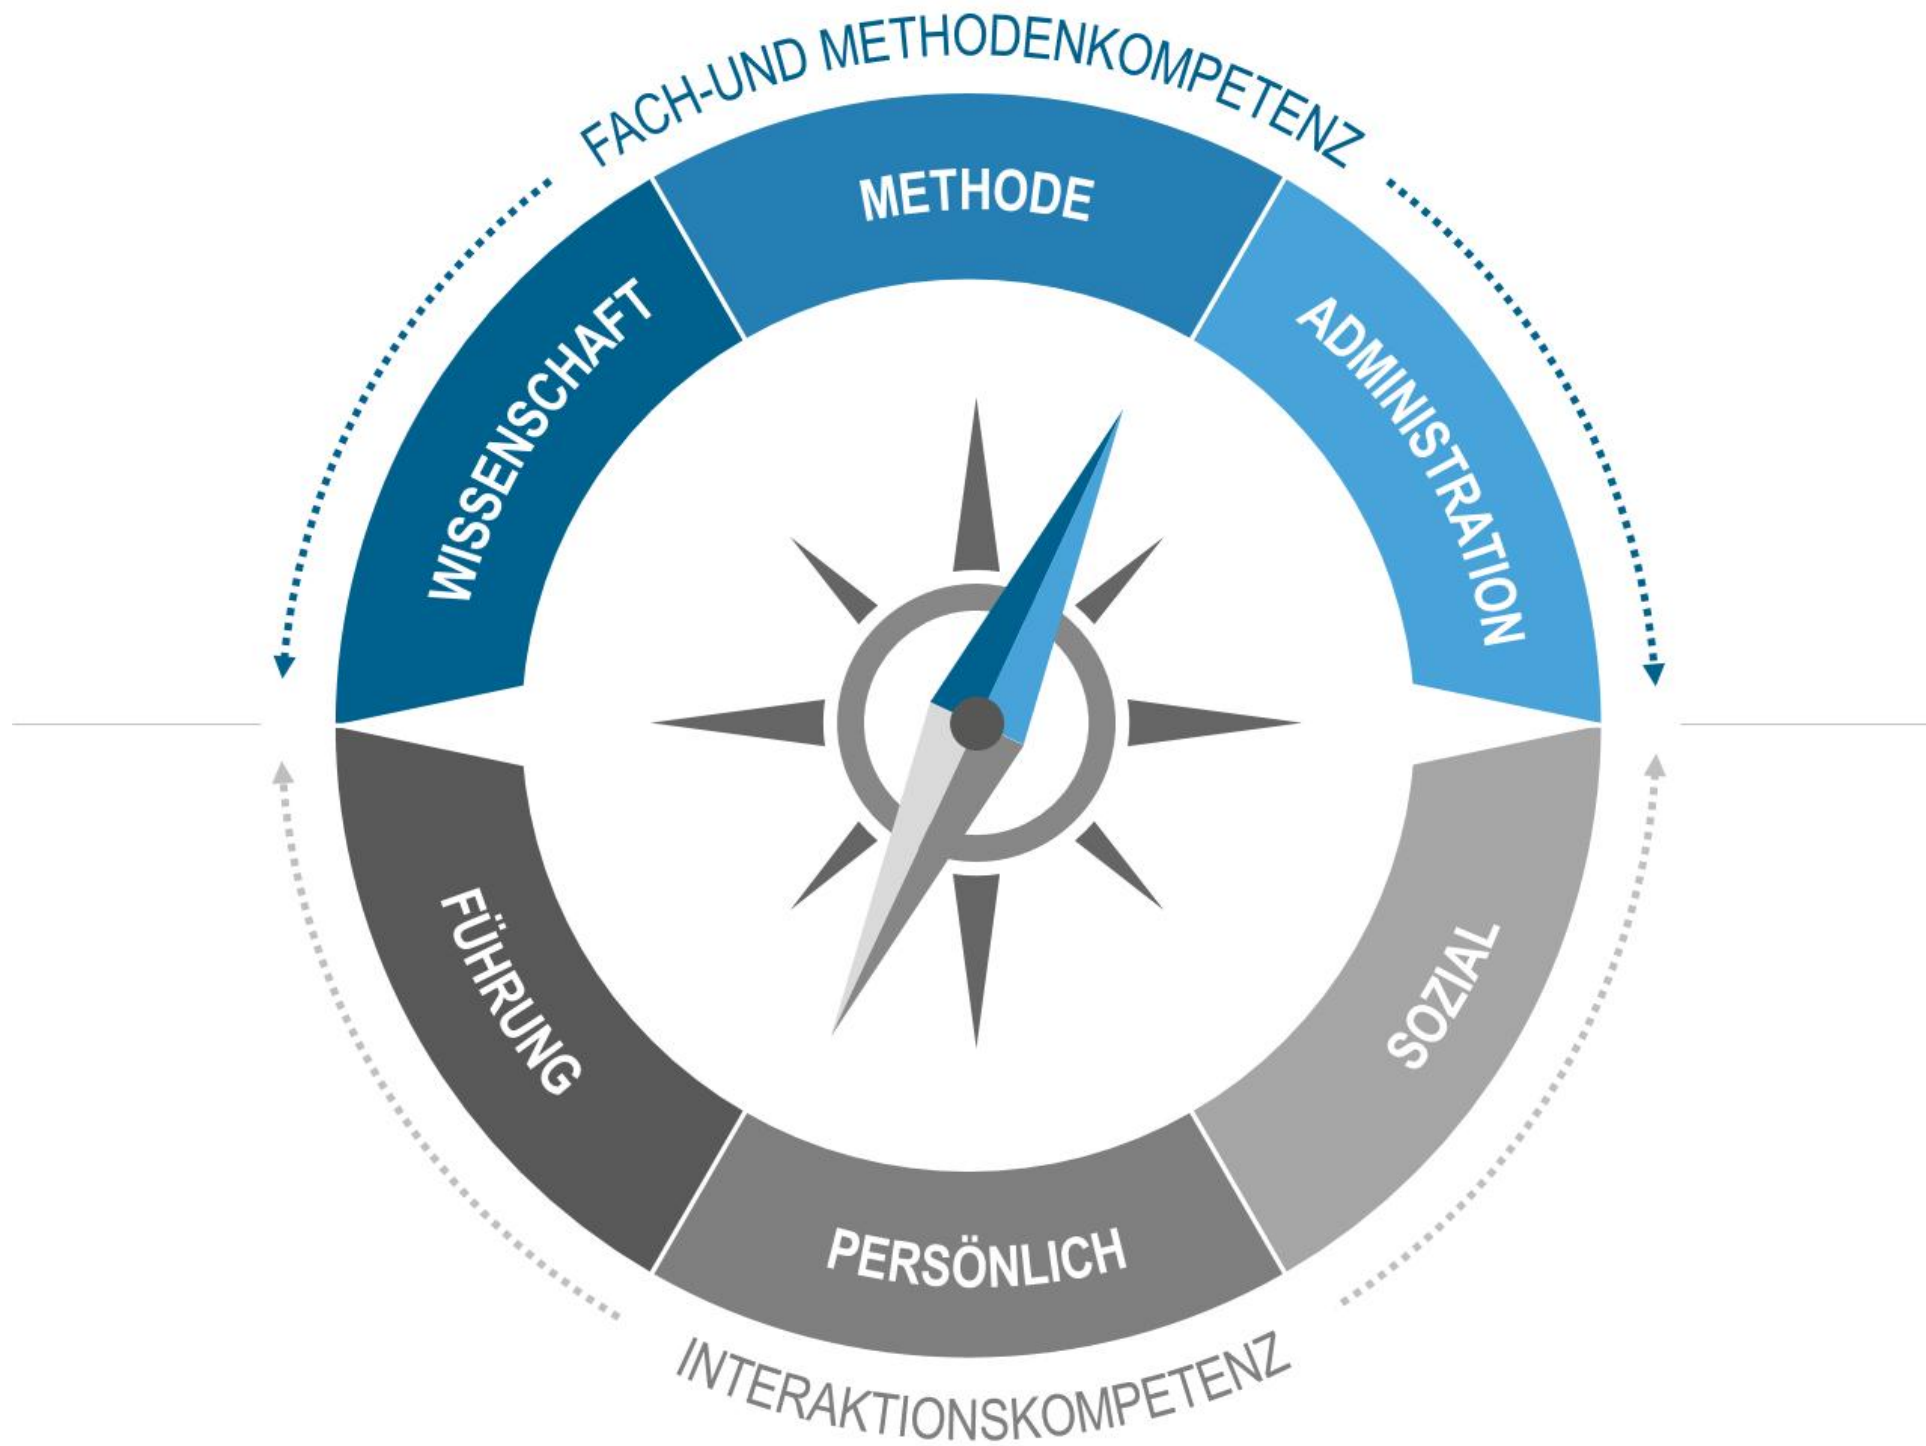 FACH-UND METHODENKOMPETENZ
METHODE
WISSENSCHAFT
ADMINISTRATION
FÜHRUNG
SOZIAL
PERSÖNLICH
INTERAKTIONSKOMPETENZ